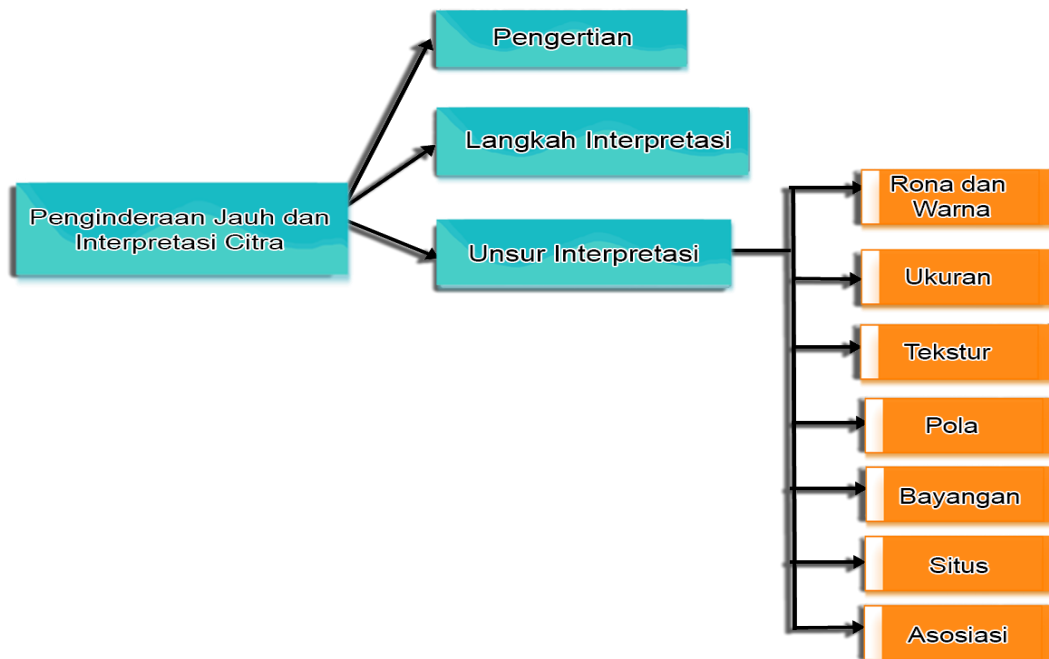 Pengertian
Langkah Interpretasi
Penginderaan Jauh dan
Interpretasi Citra
Unsur Interpretasi
Rona dan
Warna
Ukuran
Tekstur
Pola
Bayangan
Situs
Asosiasi